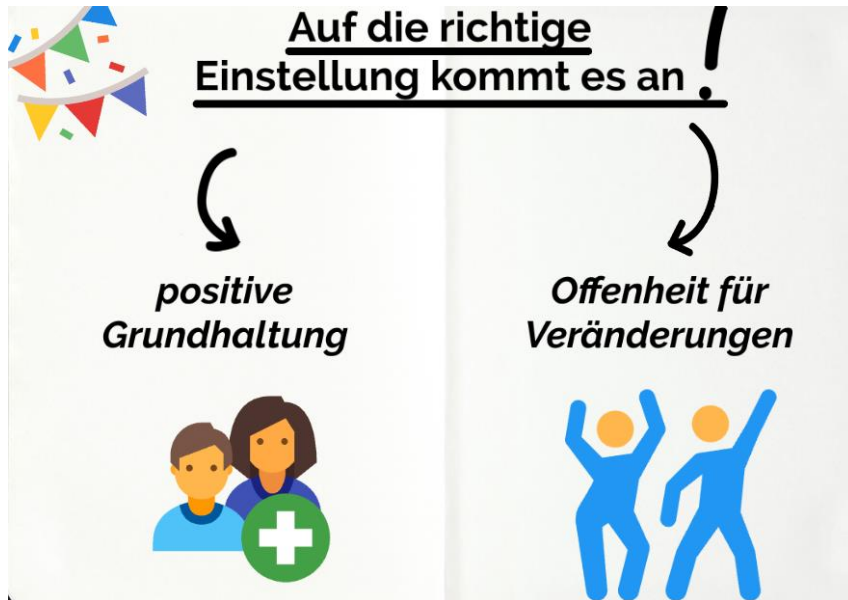 Auf die richtige
Einstellung kommt es an !
positive
Grundhaltung
Offenheit für
Veränderungen